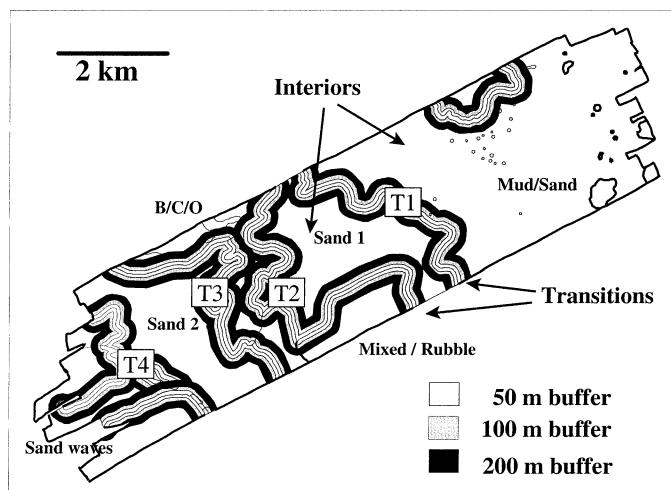 2 km
Interiors
Mud/Sand
B/C/O
T1
Sand 1
T3
T2
Transitions
Sand 2
Mixed / Rubble
T4
50 m buffer
100 m buffer
Sand waves
200 m buffer